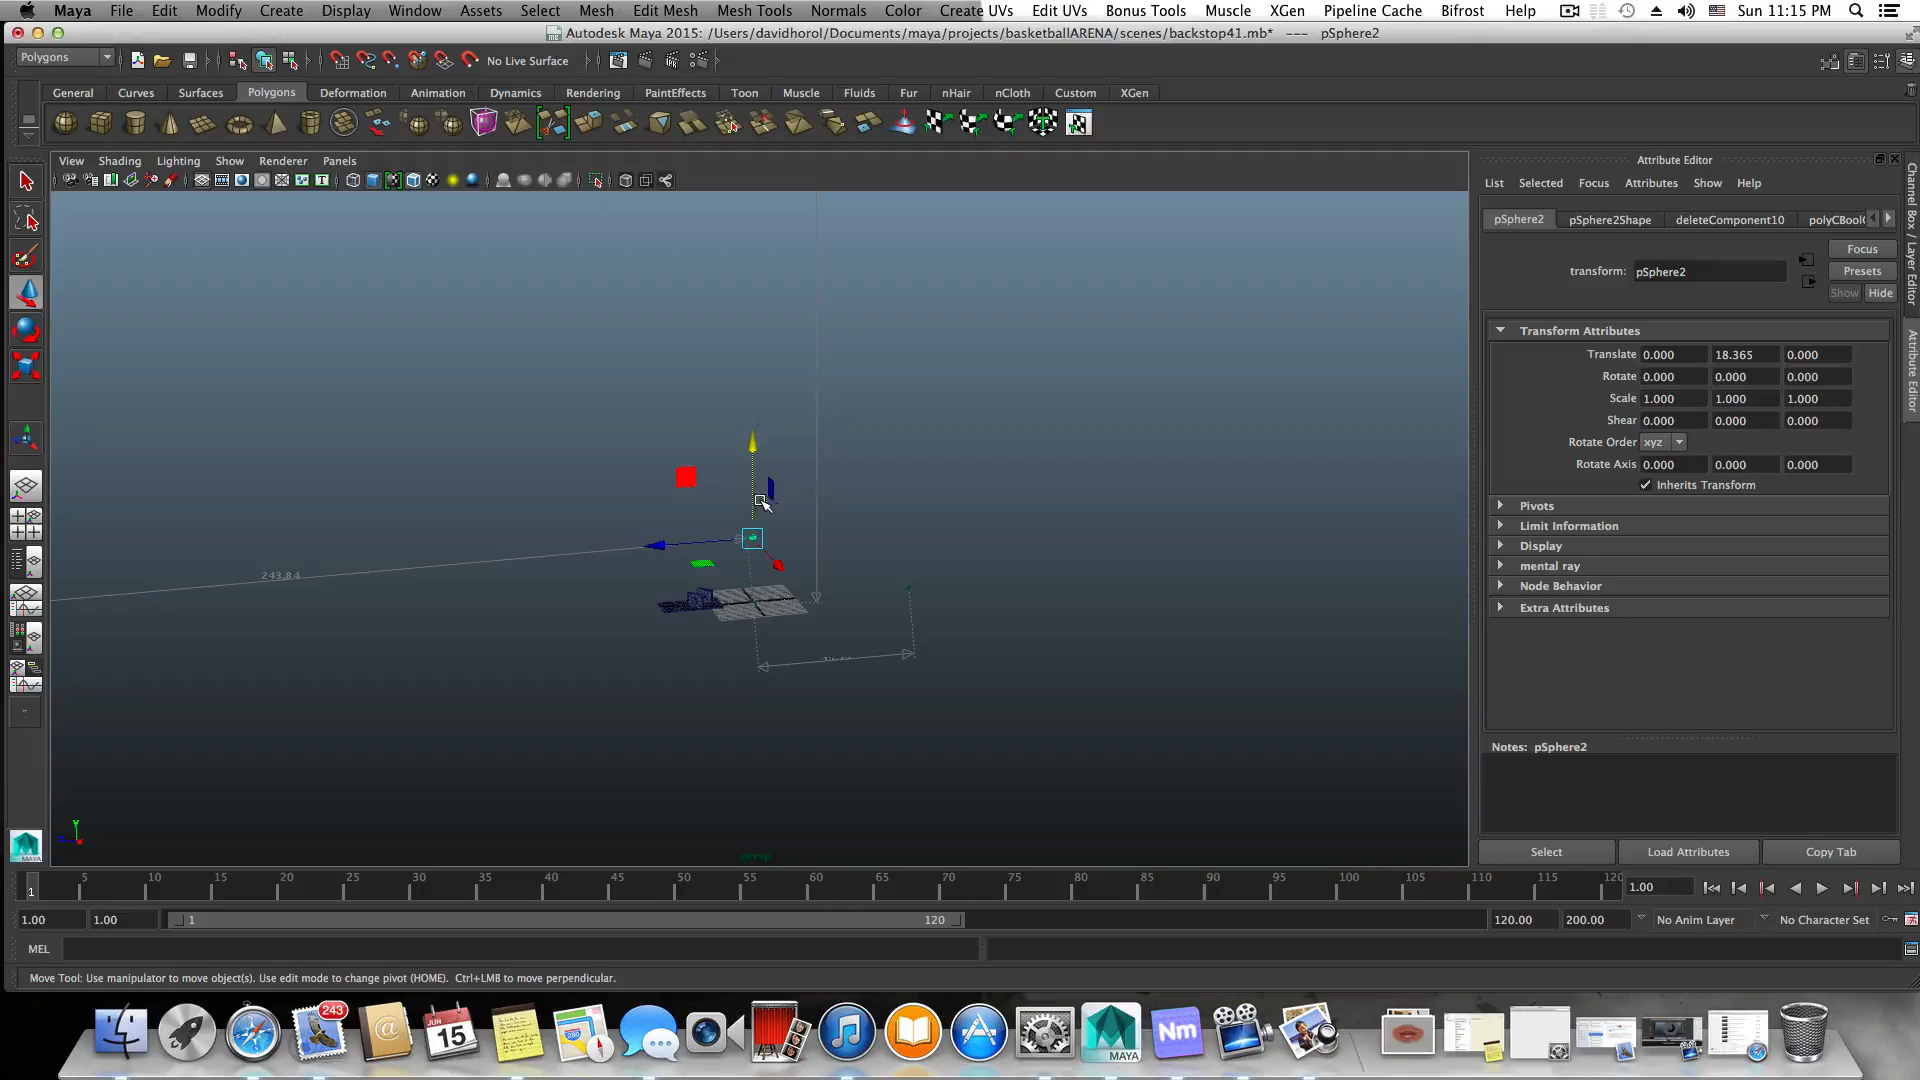 Maya File Edit Modify Create Display Window Assets Select Mesh Edit Mesh Mesh Tools Normals Color Create UVs Edit UVs Bonus Tools Muscle XGen Pipeline Cache Bifrost Help Sun 11:15 PM
Autodesk Maya 2015: /Users/davidhorol/Documents/maya/projects/basketballARENA/scenes/backstop41.mb* --- pSphere2
Polygons No Live Surface
General Curves Surfaces Polygons Deformation Animation Dynamics Rendering PaintEffects Toon Muscle Fluids Fur nHair nCloth Custom XGen
View Shading Lighting Show Renderer Panels
Attribute Editor
List Selected Focus Attributes Show Help
pSphere2 pSphere2Shape deleteComponent10 polyCBool
Focus
transform: pSphere2
Presets
Show Hide
Transform Attributes
Translate 0.000 18.365 0.000
Rotate 0.000 0.000 0.000
Scale 1.000 1.000 1.000
Shear 0.000 0.000 0.000
Rotate Order xyz
Rotate Axis 0.000 0.000 0.000
Inherits Transform
Pivots
Limit Information
Display
mental ray
Node Behavior
Extra Attributes
Notes: pSphere2
Select Load Attributes Copy Tab
Channel Box / Layer Editor
Attribute Editor
243.84
Y
persp
MAYA
1 5 10 15 20 25 30 35 40 45 50 55 60 65 70 75 80 85 90 95 100 105 110 115 120 1.00
1.00 1.00 1 120 120.00 200.00 No Anim Layer No Character Set
MEL
Move Tool: Use manipulator to move object(s). Use edit mode to change pivot (HOME). Ctrl+LMB to move perpendicular.
243
JUN
15
280
MAYA
Nm